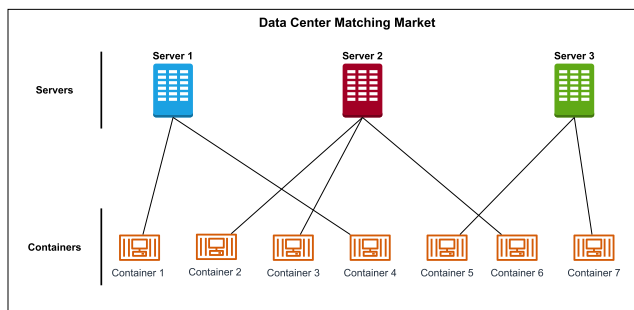 Data Center Matching Market
Server 1
Server 2
Server 3
Servers
Containers
Container 1
Container 2
Container 3
Container 4
Container 5
Container 6
Container 7